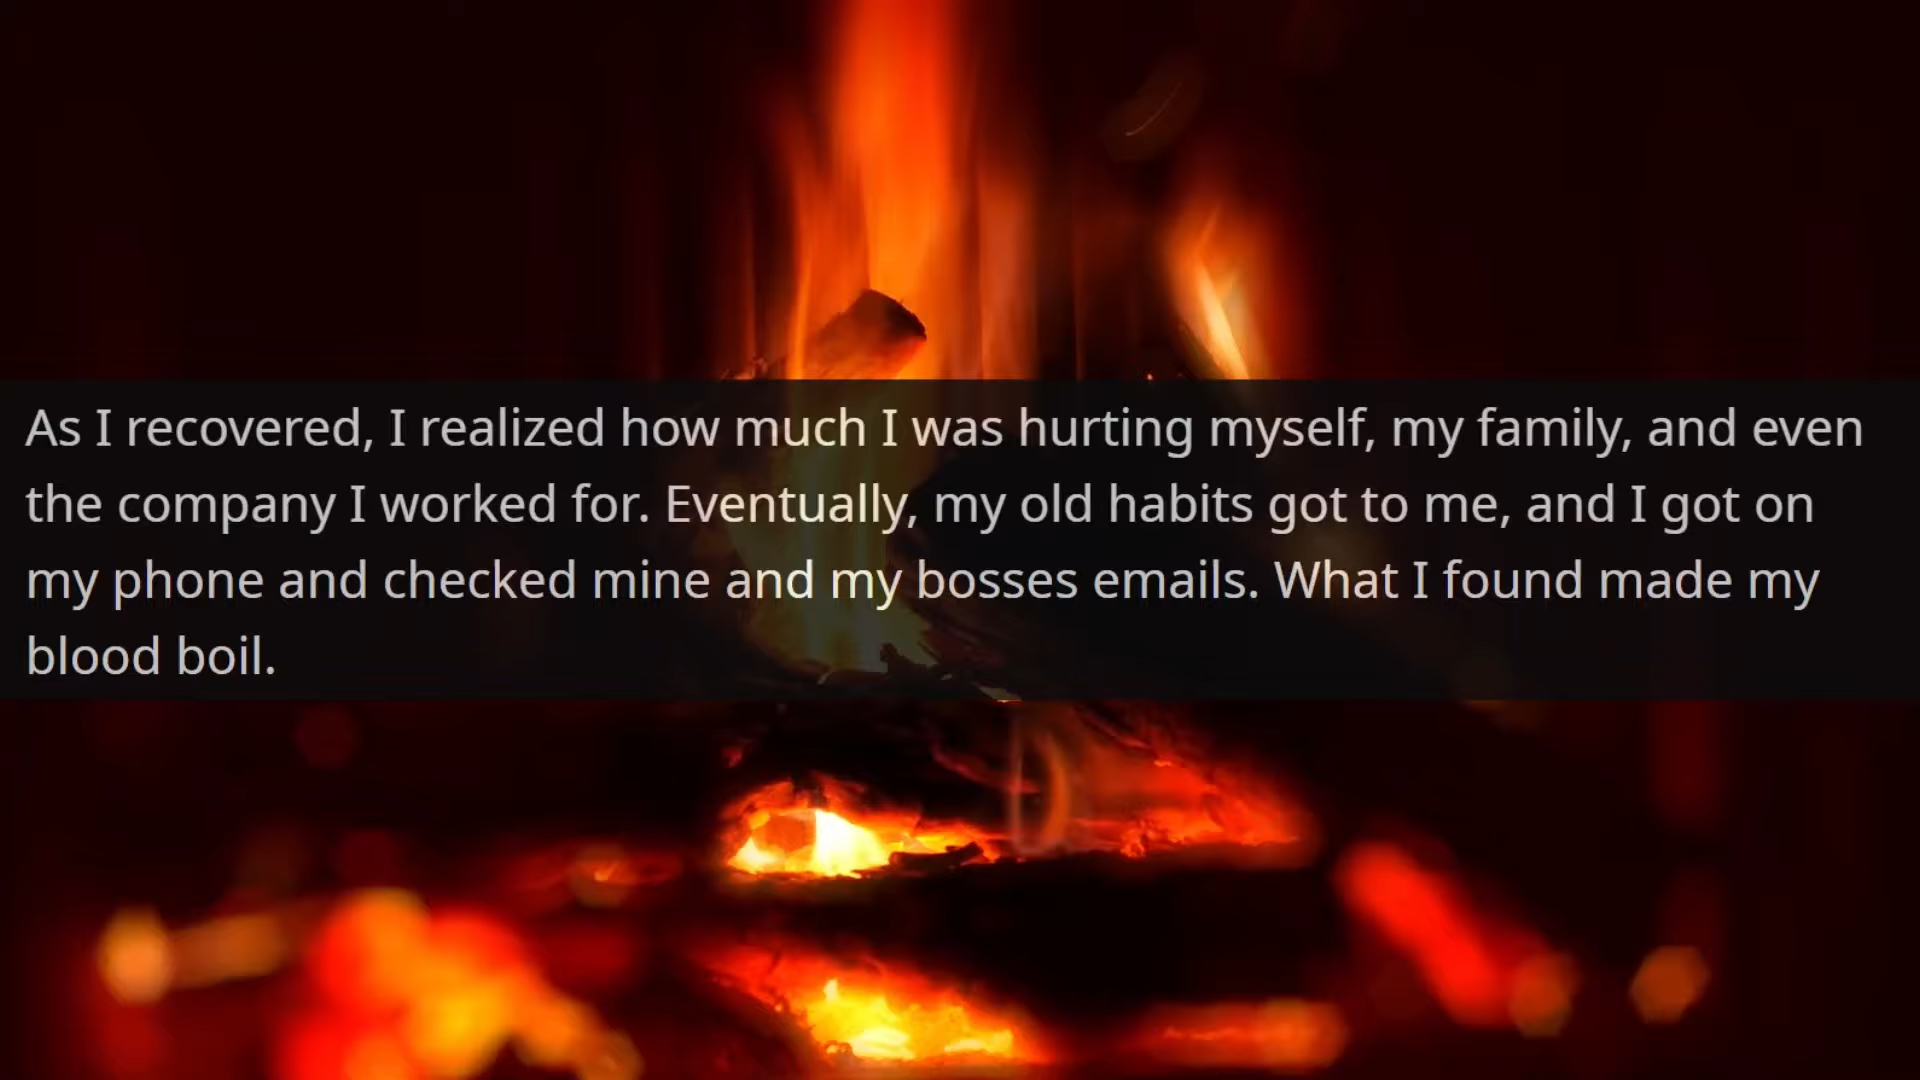 As I recovered, I realized how much I was hurting myself, my family, and even
the company I worked for. Eventually, my old habits got to me, and I got on
my phone and checked mine and my bosses emails. What I found made my
blood boil.